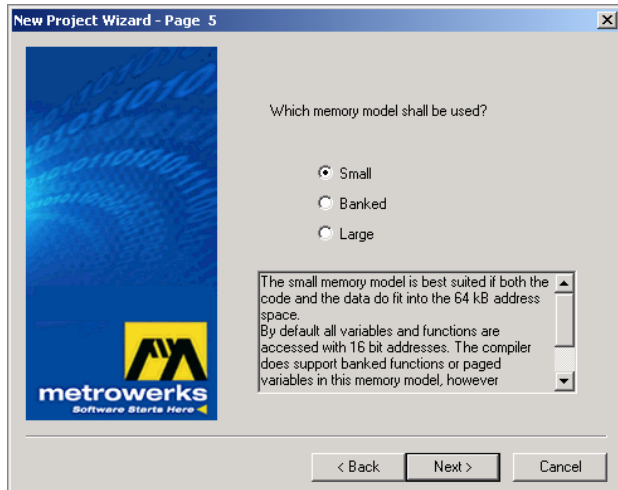 New Project Wizard - Page 5
Which memory model shall be used?
Small
Banked
Large
The small memory model is best suited if both the
code and the data do fit into the 64 kB address
space.
By default all variables and functions are
accessed with 16 bit addresses. The compiler
does support banked functions or paged
variables in this memory model, however
metrowerks
Software Starts Here
< Back
Next >
Cancel